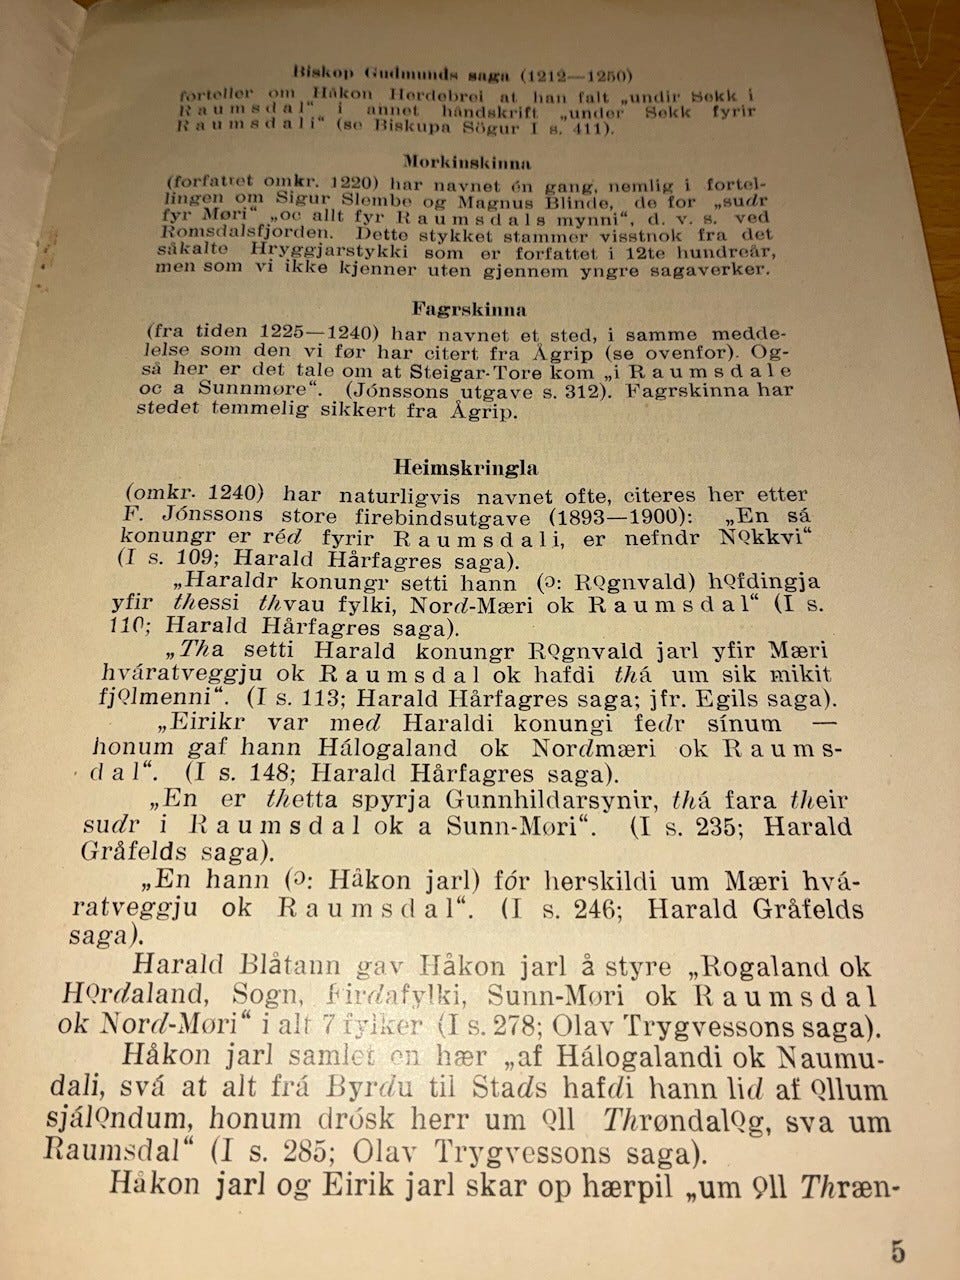 Biskop Gudmunds saga (1212—1250)
forteller om Håkon Herdebrei at han falt „undir Sekk i
Raumsdal“ i annet håndskrift „under Sekk fyrir
Raumsdali“ (se Biskupa Sögur I s. 411).
Morkinskinna
(forfattet omkr. 1220) har navnet én gang, nemlig i fortel-
lingen om Sigur Slembe og Magnus Blinde, de for „sudr
fyr Møri“ „oc allt fyr Raumsdals mynni“, d. v. s. ved
Romsdalsfjorden. Dette stykket stammer visstnok fra det
såkalte Hryggjarstykki som er forfattet i 12te hundreår,
men som vi ikke kjenner uten gjennem yngre sagaverker.
Fagrskinna
(fra tiden 1225—1240) har navnet et sted, i samme medde-
lelse som den vi før har citert fra Ågrip (se ovenfor). Og-
så her er det tale om at Steigar-Tore kom „i Raumsdale
oc a Sunnmøre“. (Jónssons utgave s. 312). Fagrskinna har
stedet temmelig sikkert fra Ågrip.
Heimskringla
(omkr. 1240) har naturligvis navnet ofte, citeres her etter
F. Jónssons store firebindsutgave (1893—1900): „En så
konungr er réd fyrir Raumsdali, er nefndr Nǫkkvi“
(I s. 109; Harald Hårfagres saga).
„Haraldr konungr setti hann (ɔ: Rǫgnvald) hǫfdingja
yfir thessi thvau fylki, Nord-Mæri ok Raumsdal“ (I s.
110; Harald Hårfagres saga).
„Tha setti Harald konungr Rǫgnvald jarl yfir Mæri
hváratveggju ok Raumsdal ok hafdi thá um sik mikit
fjǫlmenni“. (I s. 113; Harald Hårfagres saga; jfr. Egils saga).
„Eirikr var med Haraldi konungi fedr sínum —
honum gaf hann Hálogaland ok Nordmæri ok Raums-
dal“. (I s. 148; Harald Hårfagres saga).
„En er thetta spyrja Gunnhildarsynir, thá fara their
sudr i Raumsdal ok a Sunn-Møri“. (I s. 235; Harald
Gråfelds saga).
„En hann (ɔ: Håkon jarl) fór herskildi um Mæri hvá-
ratveggju ok Raumsdal“. (I s. 246; Harald Gråfelds
saga).
Harald Blåtann gav Håkon jarl å styre „Rogaland ok
Hǫrdaland, Sogn, Firdafylki, Sunn-Møri ok Raumsdal
ok Nord-Møri“ i alt 7 fylker (I s. 278; Olav Trygvessons saga).
Håkon jarl samlet en hær „af Hálogalandi ok Naumu-
dali, svá at alt frá Byrdu til Stads hafdi hann lid af ǫllum
sjálǫndum, honum drósk herr um ǫll Thrøndalǫg, sva um
Raumsdal“ (I s. 285; Olav Trygvessons saga).
Håkon jarl og Eirik jarl skar op hærpil „um ǫll Thræn-
5